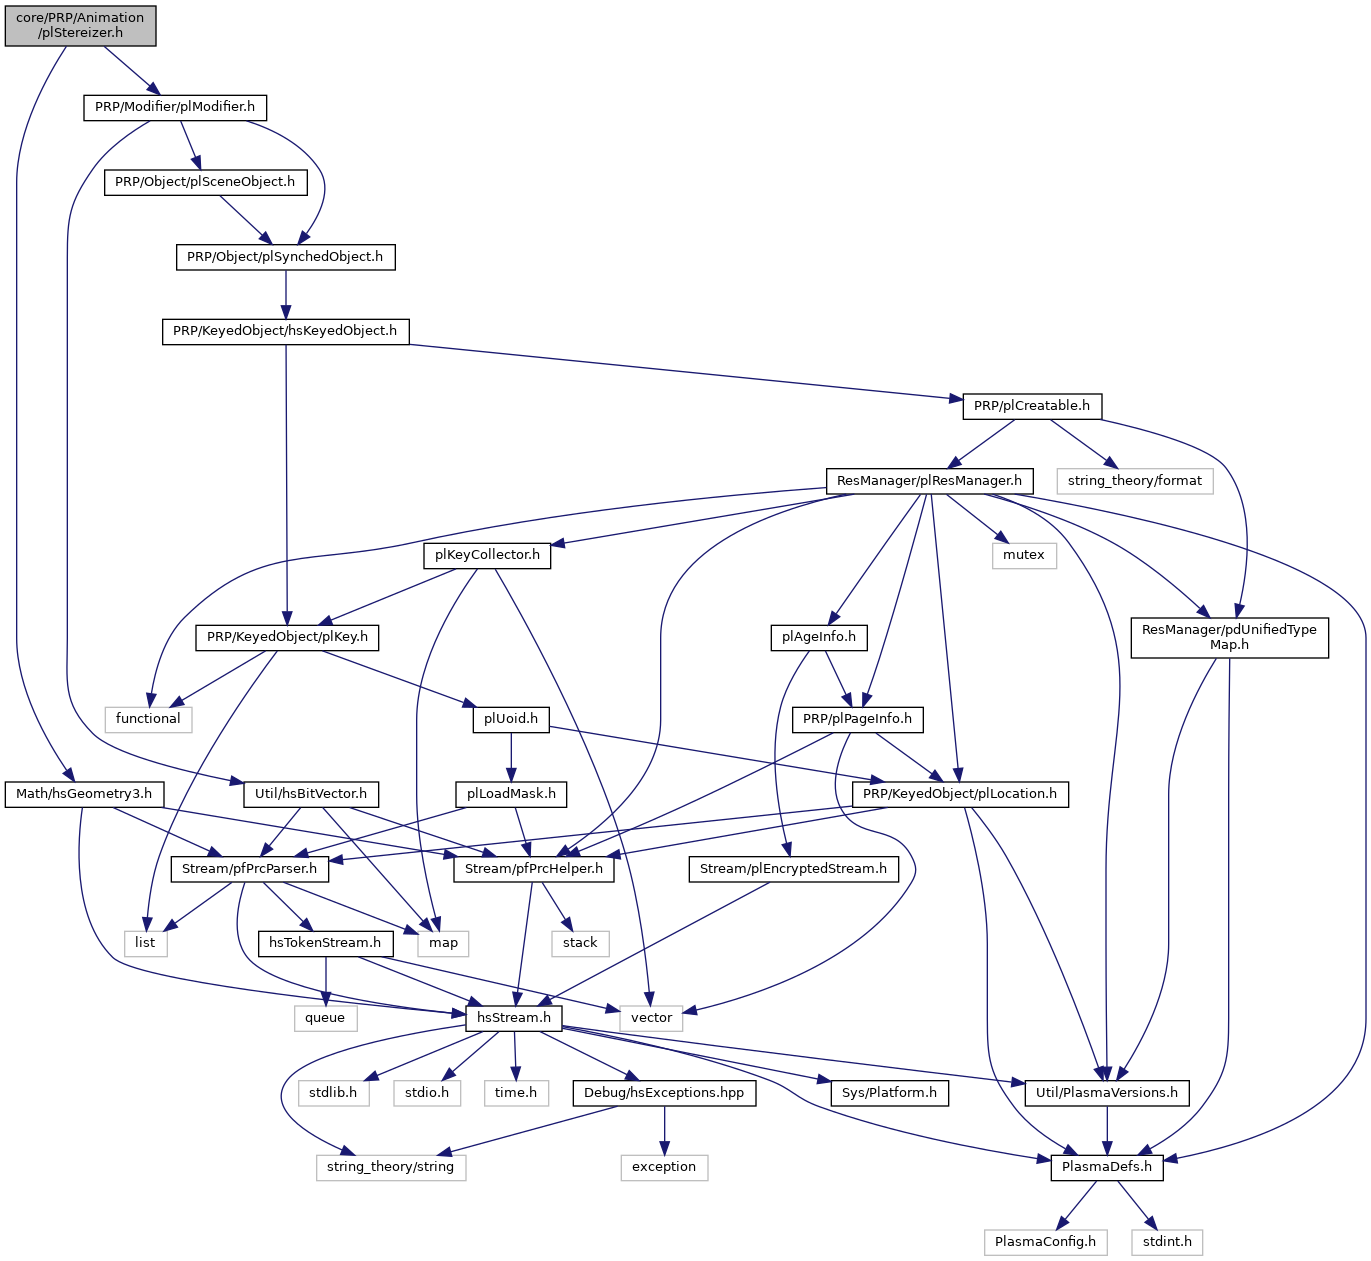 core/PRP/Animation
/plStereizer.h
PRP/Modifier/plModifier.h
PRP/Object/plSceneObject.h
PRP/Object/plSynchedObject.h
PRP/KeyedObject/hsKeyedObject.h
PRP/plCreatable.h
ResManager/plResManager.h
string_theory/format
plKeyCollector.h
mutex
PRP/KeyedObject/plKey.h
plAgeInfo.h
ResManager/pdUnifiedType
Map.h
functional
plUoid.h
PRP/plPageInfo.h
Math/hsGeometry3.h
Util/hsBitVector.h
plLoadMask.h
PRP/KeyedObject/plLocation.h
Stream/pfPrcParser.h
Stream/pfPrcHelper.h
Stream/plEncryptedStream.h
list
hsTokenStream.h
map
stack
queue
hsStream.h
vector
stdlib.h
stdio.h
time.h
Debug/hsExceptions.hpp
Sys/Platform.h
Util/PlasmaVersions.h
string_theory/string
exception
PlasmaDefs.h
PlasmaConfig.h
stdint.h